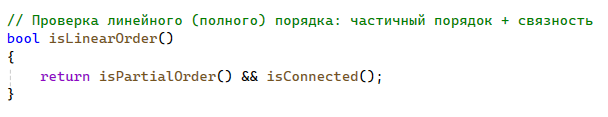 // Проверка линейного (полного) порядка: частичный порядок + связность
bool isLinearOrder()
{
    return isPartialOrder() && isConnected();
}